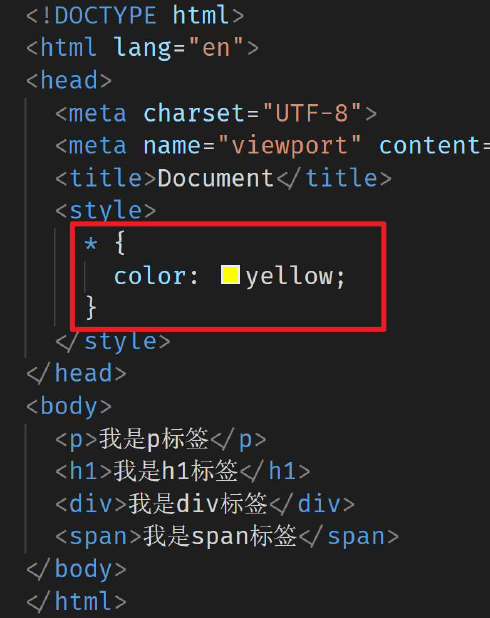 <!DOCTYPE html>
<html lang="en">
<head>
<meta charset="UTF-8">
<meta name="viewport" content=
<title>Document</title>
<style>
* {
color: yellow;
}
</style>
</head>
<body>
<p>我是p标签</p>
<h1>我是h1标签</h1>
<div>我是div标签</div>
<span>我是span标签</span>
</body>
</html>